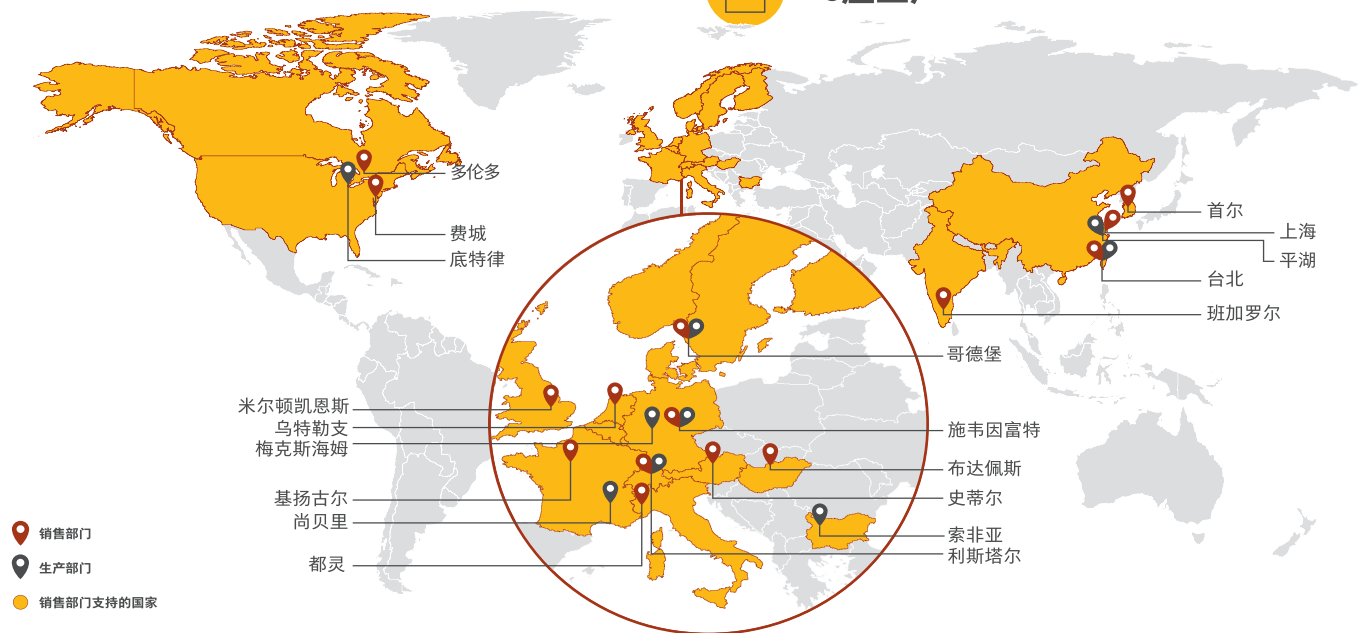 多伦多
费城
底特律
首尔
上海
平湖
台北
班加罗尔
哥德堡
米尔顿凯恩斯
乌特勒支
梅克斯海姆
施韦因富特
布达佩斯
基扬古尔
史蒂尔
尚贝里
索非亚
利斯塔尔
都灵
销售部门
生产部门
销售部门支持的国家